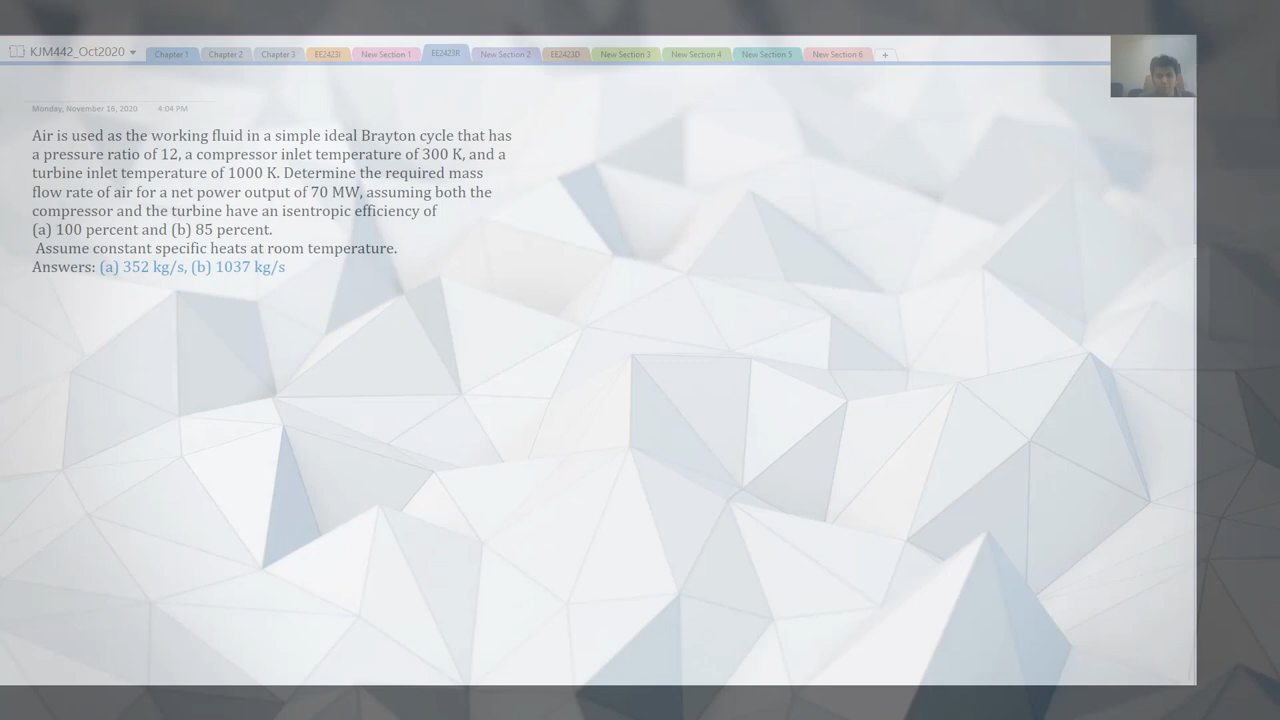 KJM442_Oct2020
Chapter 1
Chapter 2
Chapter 3
EE2423I
New Section 1
EE2423R
New Section 2
EE2423D
New Section 3
New Section 4
New Section 5
New Section 6
+
Monday, November 16, 2020 4:04 PM
Air is used as the working fluid in a simple ideal Brayton cycle that has
a pressure ratio of 12, a compressor inlet temperature of 300 K, and a
turbine inlet temperature of 1000 K. Determine the required mass
flow rate of air for a net power output of 70 MW, assuming both the
compressor and the turbine have an isentropic efficiency of
(a) 100 percent and (b) 85 percent.
Assume constant specific heats at room temperature.
Answers: (a) 352 kg/s, (b) 1037 kg/s